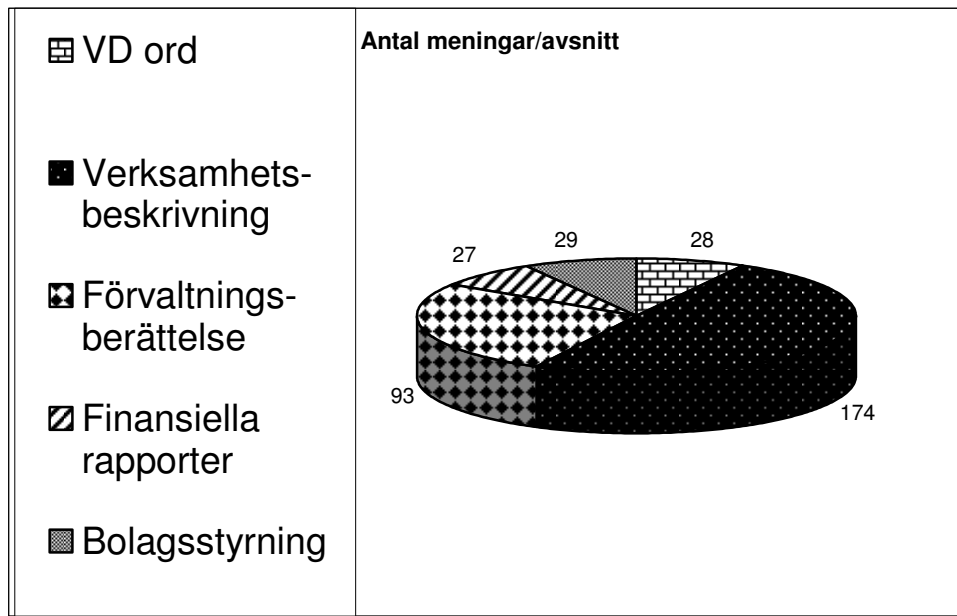 VD ord
Verksamhets-
beskrivning
Förvaltnings-
berättelse
Finansiella
rapporter
Bolagsstyrning
Antal meningar/avsnitt
28
174
93
27
29